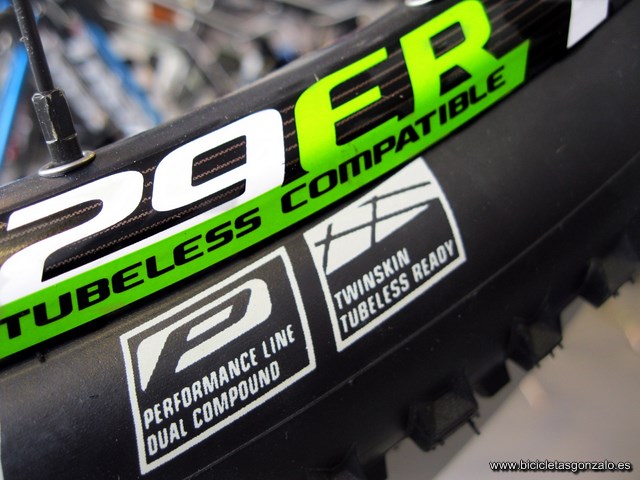 29ER
TUBELESS COMPATIBLE
PERFORMANCE LINE
DUAL COMPOUND
TWINSKIN
TUBELESS READY
www.bicicletasgonzalo.es